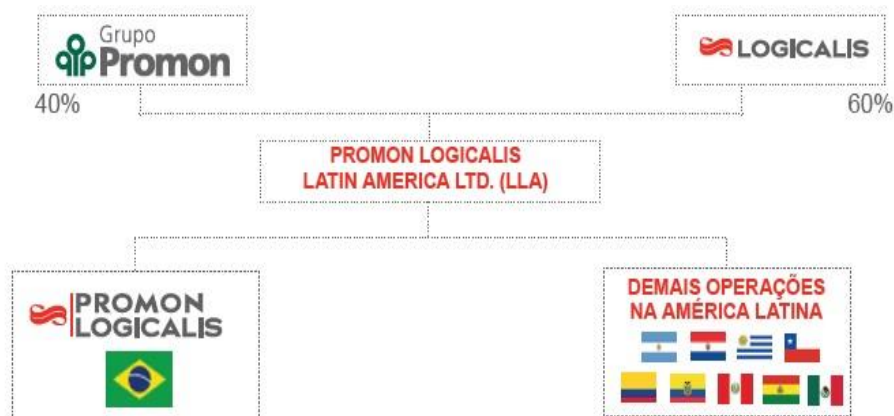 Grupo
Promon
LOGICALIS
40%
60%
PROMON LOGICALIS
LATIN AMERICA LTD. (LLA)
PROMON
LOGICALIS
DEMAIS OPERAÇÕES
NA AMÉRICA LATINA